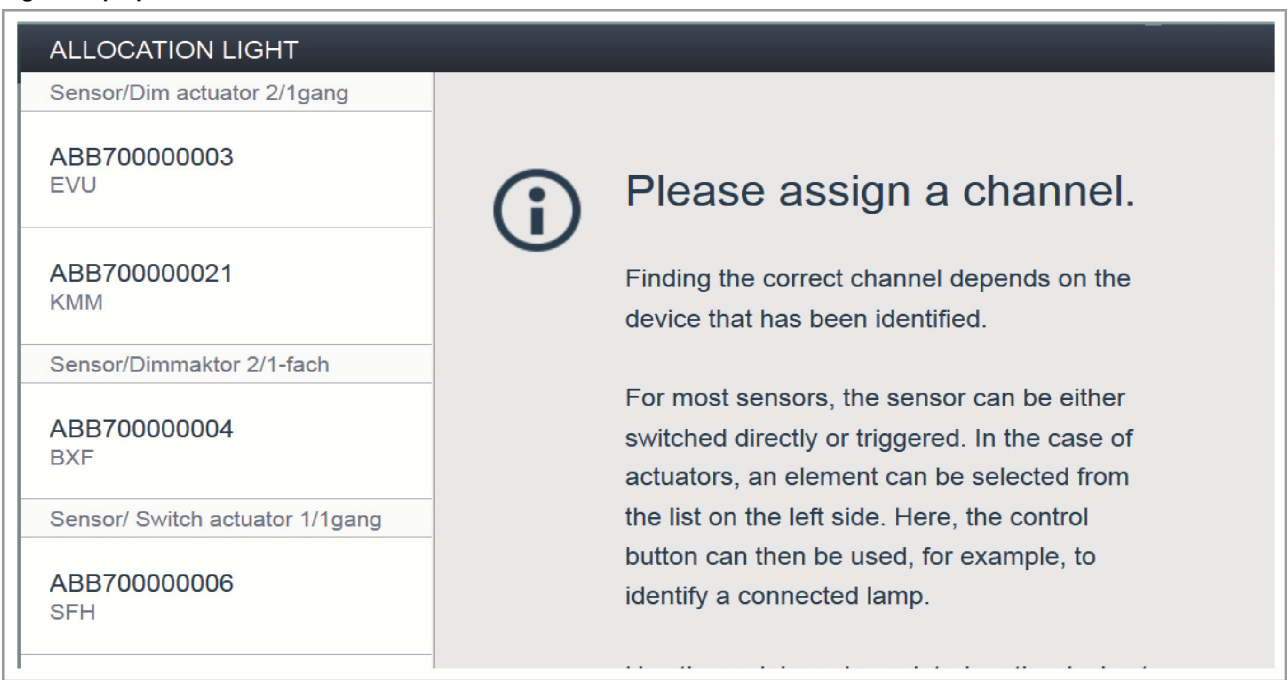 ALLOCATION LIGHT
Sensor/Dim actuator 2/1gang
ABB700000003
EVU
ABB700000021
KMM
Sensor/Dimmaktor 2/1-fach
ABB700000004
BXF
Sensor/ Switch actuator 1/1gang
ABB700000006
SFH
Please assign a channel.
Finding the correct channel depends on the
device that has been identified.
For most sensors, the sensor can be either
switched directly or triggered. In the case of
actuators, an element can be selected from
the list on the left side. Here, the control
button can then be used, for example, to
identify a connected lamp.